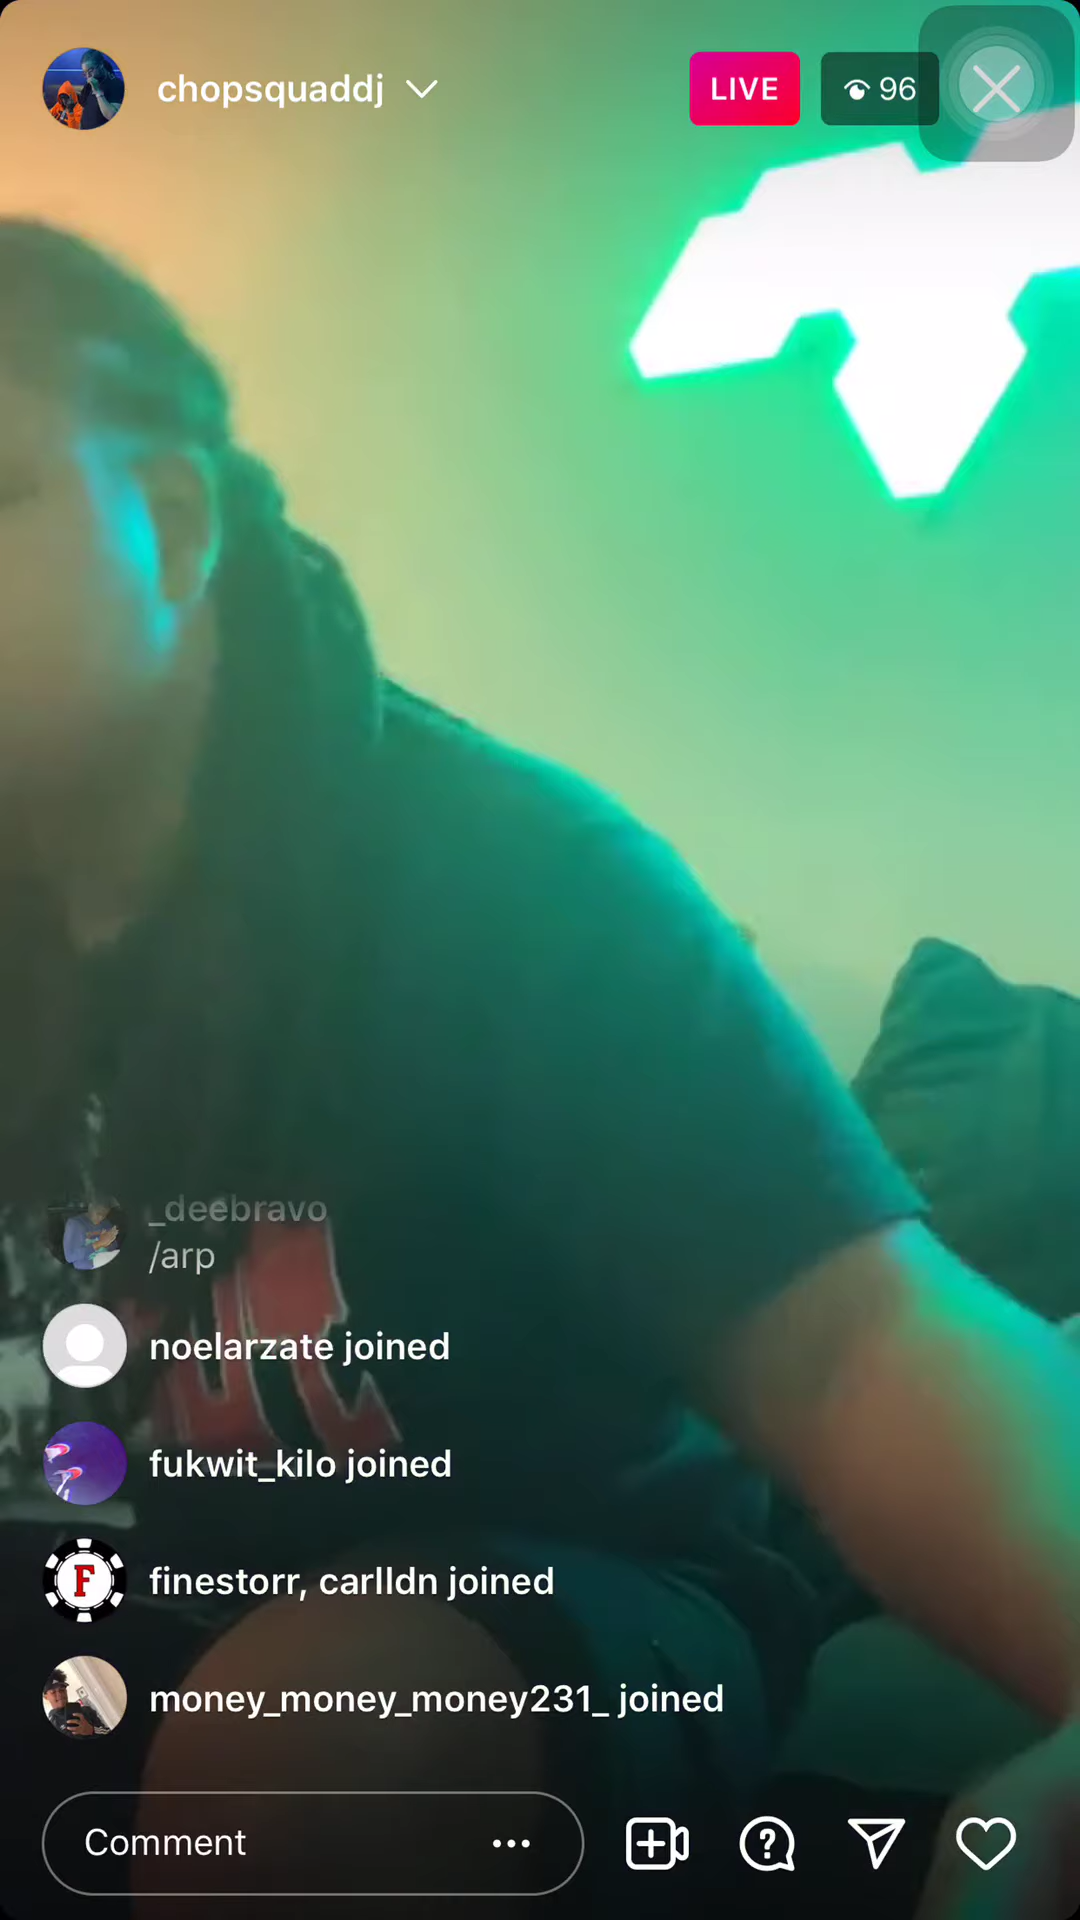 chopsquaddj
LIVE
96
_deebravo
/arp
noelarzate joined
fukwit_kilo joined
F
finestorr, carlldn joined
money_money_money231_ joined
Comment